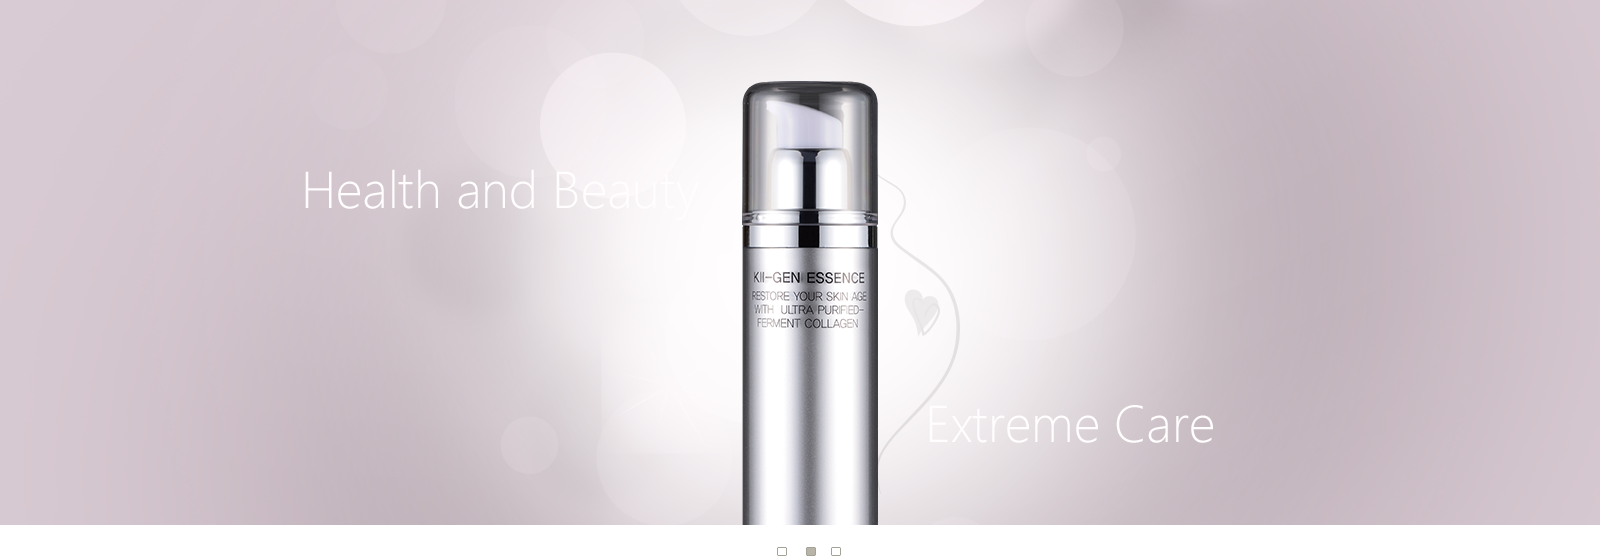 Health and Beauty
KII-GEN ESSENCE
RESTORE YOUR SKIN AGE
WITH ULTRA PURIFIED-
FERMENT COLLAGEN
Extreme Care